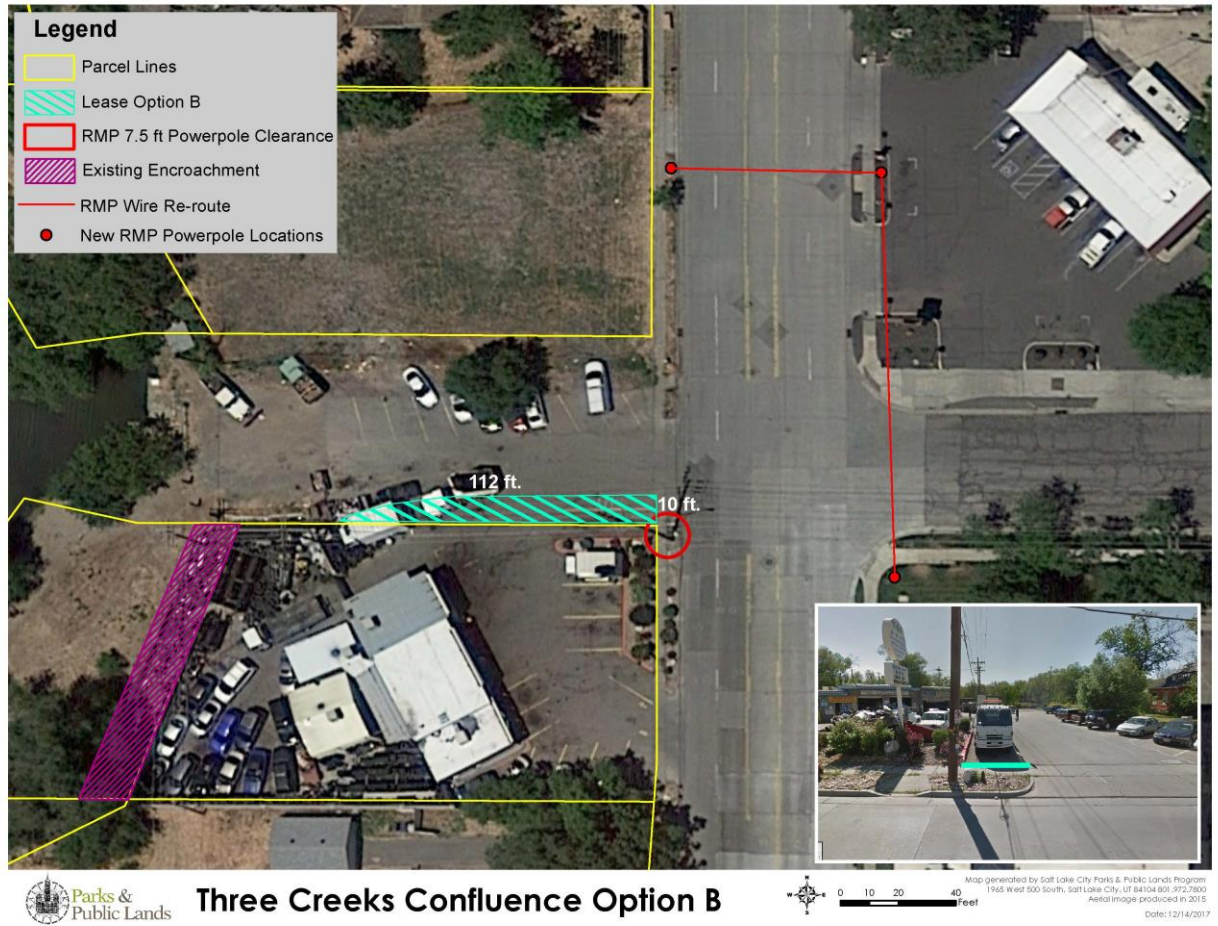 Legend
Parcel Lines
Lease Option B
RMP 7.5 ft Powerpole Clearance
Existing Encroachment
RMP Wire Re-route
New RMP Powerpole Locations
112 ft.
10 ft.
Parks &
Public Lands
Three Creeks Confluence Option B
N
W E
S
0 10 20 40
Feet
Map generated by Salt Lake City Parks & Public Lands Program
1965 West 500 South, Salt Lake City, UT 84104 801.972.7800
Aerial image produced in 2015
Date: 12/14/2017